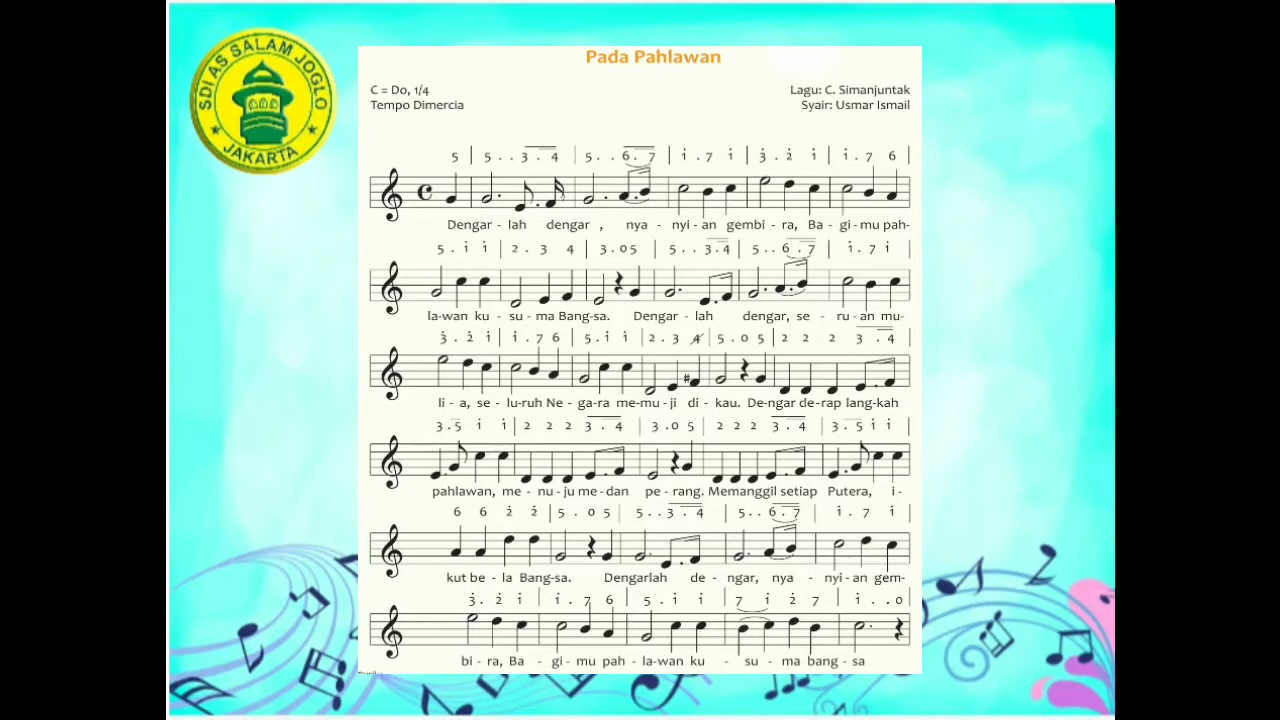 SDI AS SALAM JOGLO
JAKARTA
Pada Pahlawan
C = Do, 1/4
Lagu: C. Simanjuntak
Tempo Dimercia
Syair: Usmar Ismail
5 | 5 . . 3 . 4 | 5 . . 6 . 7 | i . 7 i | 3 . 2 i | i . 7 6 |
Dengar - lah dengar , nya - nyi - an gembi - ra, Ba - gi - mu pah-
5 . i i | 2 . 3 4 | 3 . 0 5 | 5 . . 3 . 4 | 5 . . 6 . 7 | i . 7 i
la-wan ku - su - ma Bang-sa. Dengar - lah dengar, se - ru - an mu-
3 . 2 i | i . 7 6 | 5 . i i | 2 . 3 4 | 5 . 0 5 | 2 2 2 3 . 4
li - a, se - lu-ruh Ne - ga-ra me-mu - ji di - kau. De-ngar de-rap lang-kah
3 . 5 i i | 2 2 2 3 . 4 | 3 . 0 5 | 2 2 2 3 . 4 | 3 . 5 i i |
pahlawan, me - nu - ju me - dan pe - rang. Memanggil setiap Putera, i -
6 6 2 2 | 5 . 0 5 | 5 . . 3 . 4 | 5 . . 6 . 7 | i . 7 i |
kut be - la Bang-sa. Dengarlah de - ngar, nya - nyi - an gem-
3 . 2 i | i . 7 6 | 5 . i i | 7 i 2 7 | i . . 0
bi - ra, Ba - gi - mu pah - la-wan ku - su - ma bang - sa